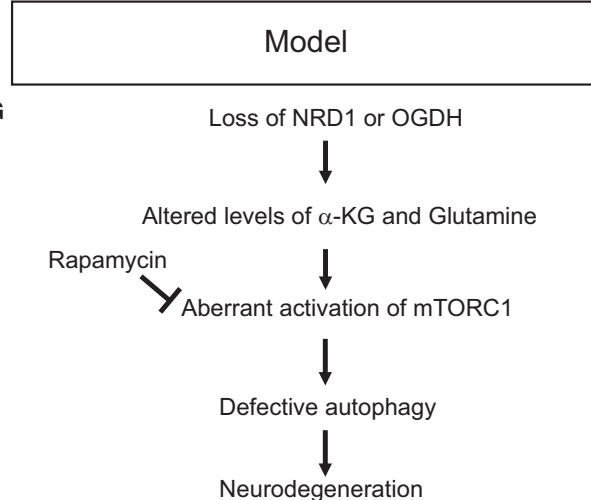 Model
G
Loss of NRD1 or OGDH
Altered levels of α-KG and Glutamine
Rapamycin
Aberrant activation of mTORC1
Defective autophagy
Neurodegeneration